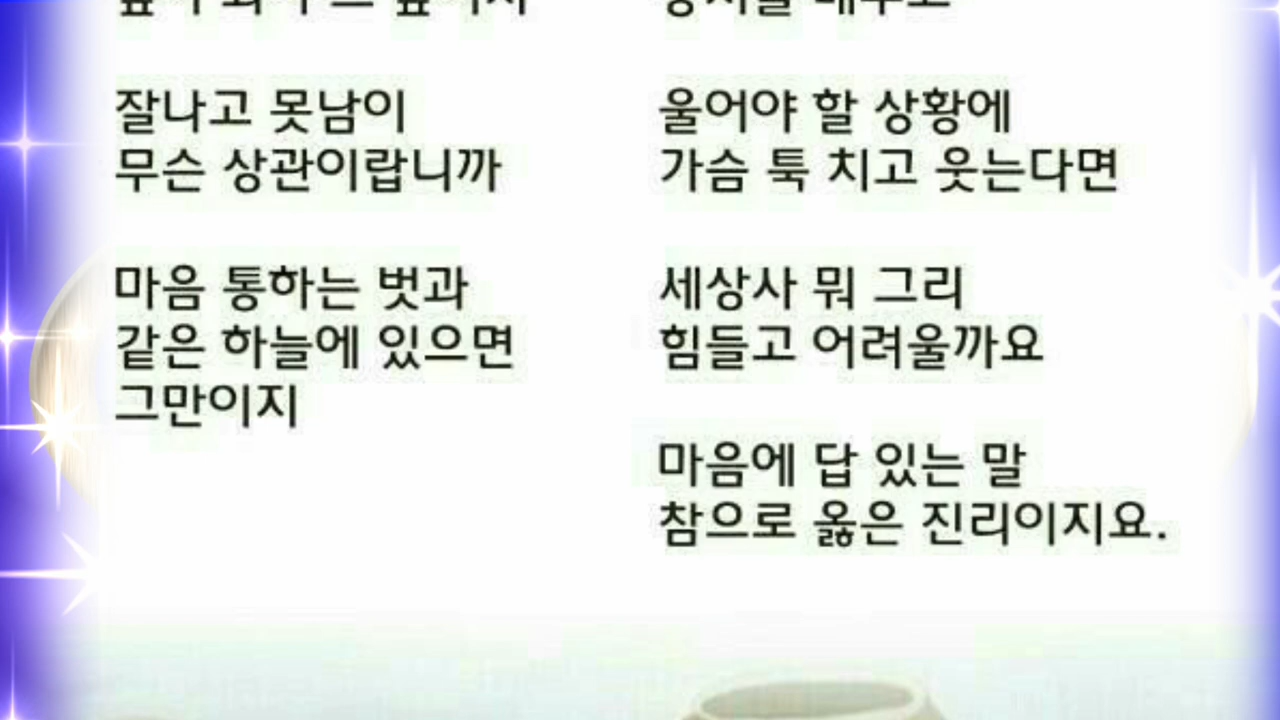 잘나고 못남이
무슨 상관이랍니까
마음 통하는 벗과
같은 하늘에 있으면
그만이지
울어야 할 상황에
가슴 툭 치고 웃는다면
세상사 뭐 그리
힘들고 어려울까요
마음에 답 있는 말
참으로 옳은 진리이지요.